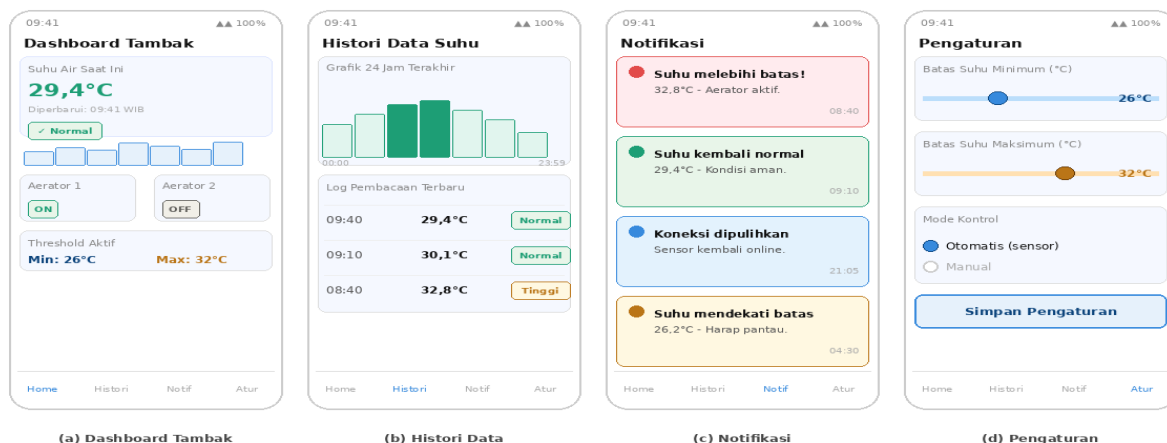 09:41 ▲▲ 100%
Dashboard Tambak
Suhu Air Saat Ini
29,4°C
Diperbarui: 09:41 WIB
✓ Normal
Aerator 1
ON
Aerator 2
OFF
Threshold Aktif
Min: 26°C Max: 32°C
Home Histori Notif Atur
(a) Dashboard Tambak
09:41 ▲▲ 100%
Histori Data Suhu
Grafik 24 Jam Terakhir
00:00 23:59
Log Pembacaan Terbaru
09:40 29,4°C Normal
09:10 30,1°C Normal
08:40 32,8°C Tinggi
Home Histori Notif Atur
(b) Histori Data
09:41 ▲▲ 100%
Notifikasi
Suhu melebihi batas!
32,8°C - Aerator aktif.
08:40
Suhu kembali normal
29,4°C - Kondisi aman.
09:10
Koneksi dipulihkan
Sensor kembali online.
21:05
Suhu mendekati batas
26,2°C - Harap pantau.
04:30
Home Histori Notif Atur
(c) Notifikasi
09:41 ▲▲ 100%
Pengaturan
Batas Suhu Minimum (°C)
26°C
Batas Suhu Maksimum (°C)
32°C
Mode Kontrol
Otomatis (sensor)
Manual
Simpan Pengaturan
Home Histori Notif Atur
(d) Pengaturan